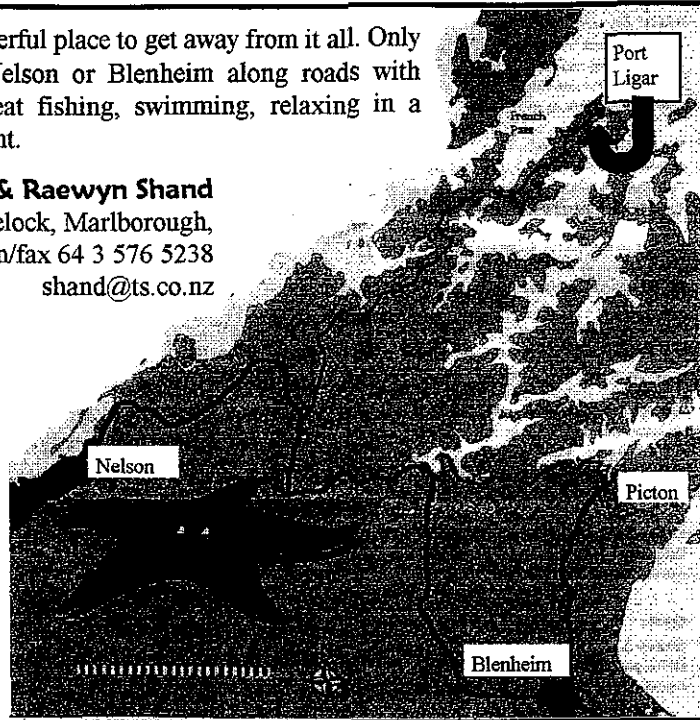 erful place to get away from it all. Only
elson or Blenheim along roads with
eat fishing, swimming, relaxing in a
nt.
& Raewyn Shand
elock, Marlborough,
n/fax 64 3 576 5238
shand@ts.co.nz
Port
Ligar
French
Pass
Nelson
Picton
Blenheim